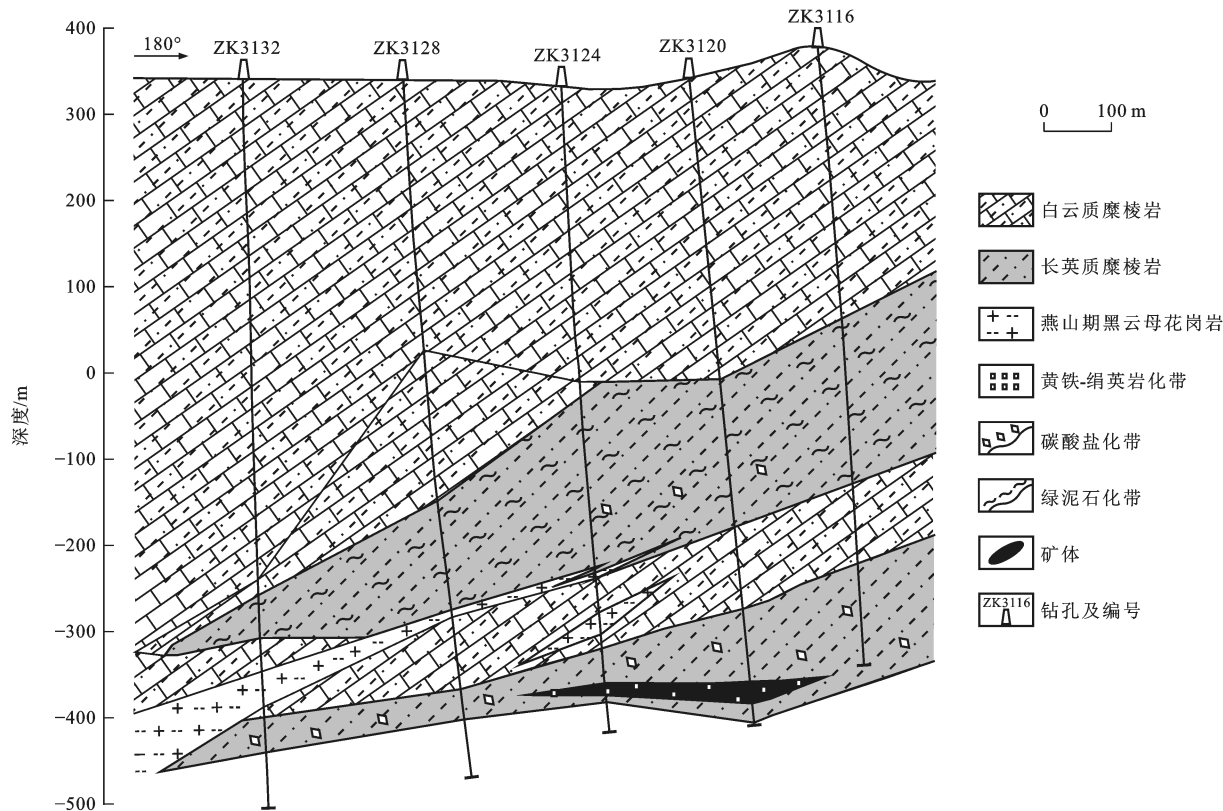 400
300
200
100
0
−100
−200
−300
−400
−500
深度/m
180°
ZK3132
ZK3128
ZK3124
ZK3120
ZK3116
0 100 m
白云质糜棱岩
长英质糜棱岩
燕山期黑云母花岗岩
黄铁-绢英岩化带
碳酸盐化带
绿泥石化带
矿体
ZK3116 钻孔及编号